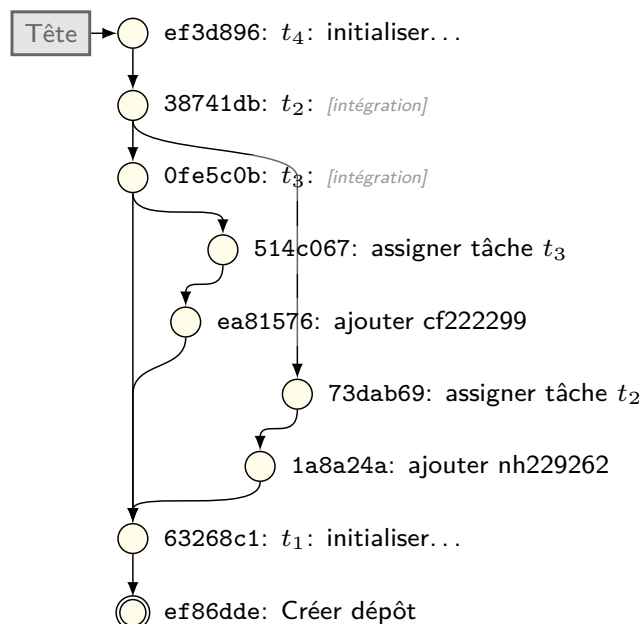 Tête
ef3d896: t₄: initialiser...
38741db: t₂: [intégration]
0fe5c0b: t₃: [intégration]
514c067: assigner tâche t₃
ea81576: ajouter cf222299
73dab69: assigner tâche t₂
1a8a24a: ajouter nh229262
63268c1: t₁: initialiser...
ef86dde: Créer dépôt